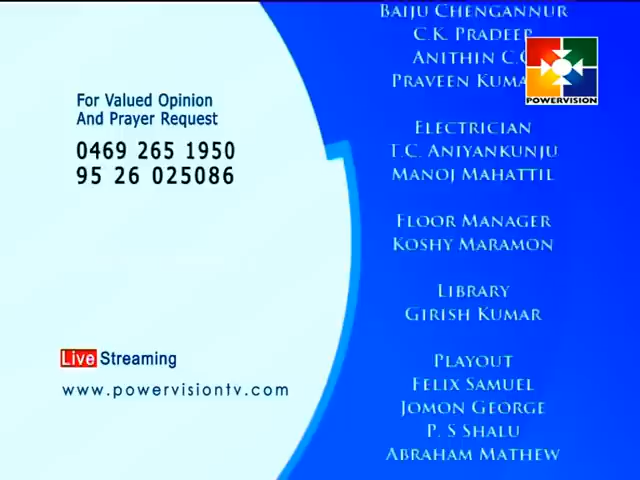 For Valued Opinion
And Prayer Request
0469 265 1950
95 26 025086
Live Streaming
www.powervisiontv.com
BAIJU CHENGANNUR
C.K. PRADEEP
ANITHIN
PRAVEEN
ELECTRICIAN
T.C. ANIYANKUNJU
MANOJ MAHATTIL
FLOOR MANAGER
KOSHY MARAMON
LIBRARY
GIRISH KUMAR
PLAYOUT
FELIX SAMUEL
JOMON GEORGE
P. S SHALU
ABRAHAM MATHEW
POWERVISION